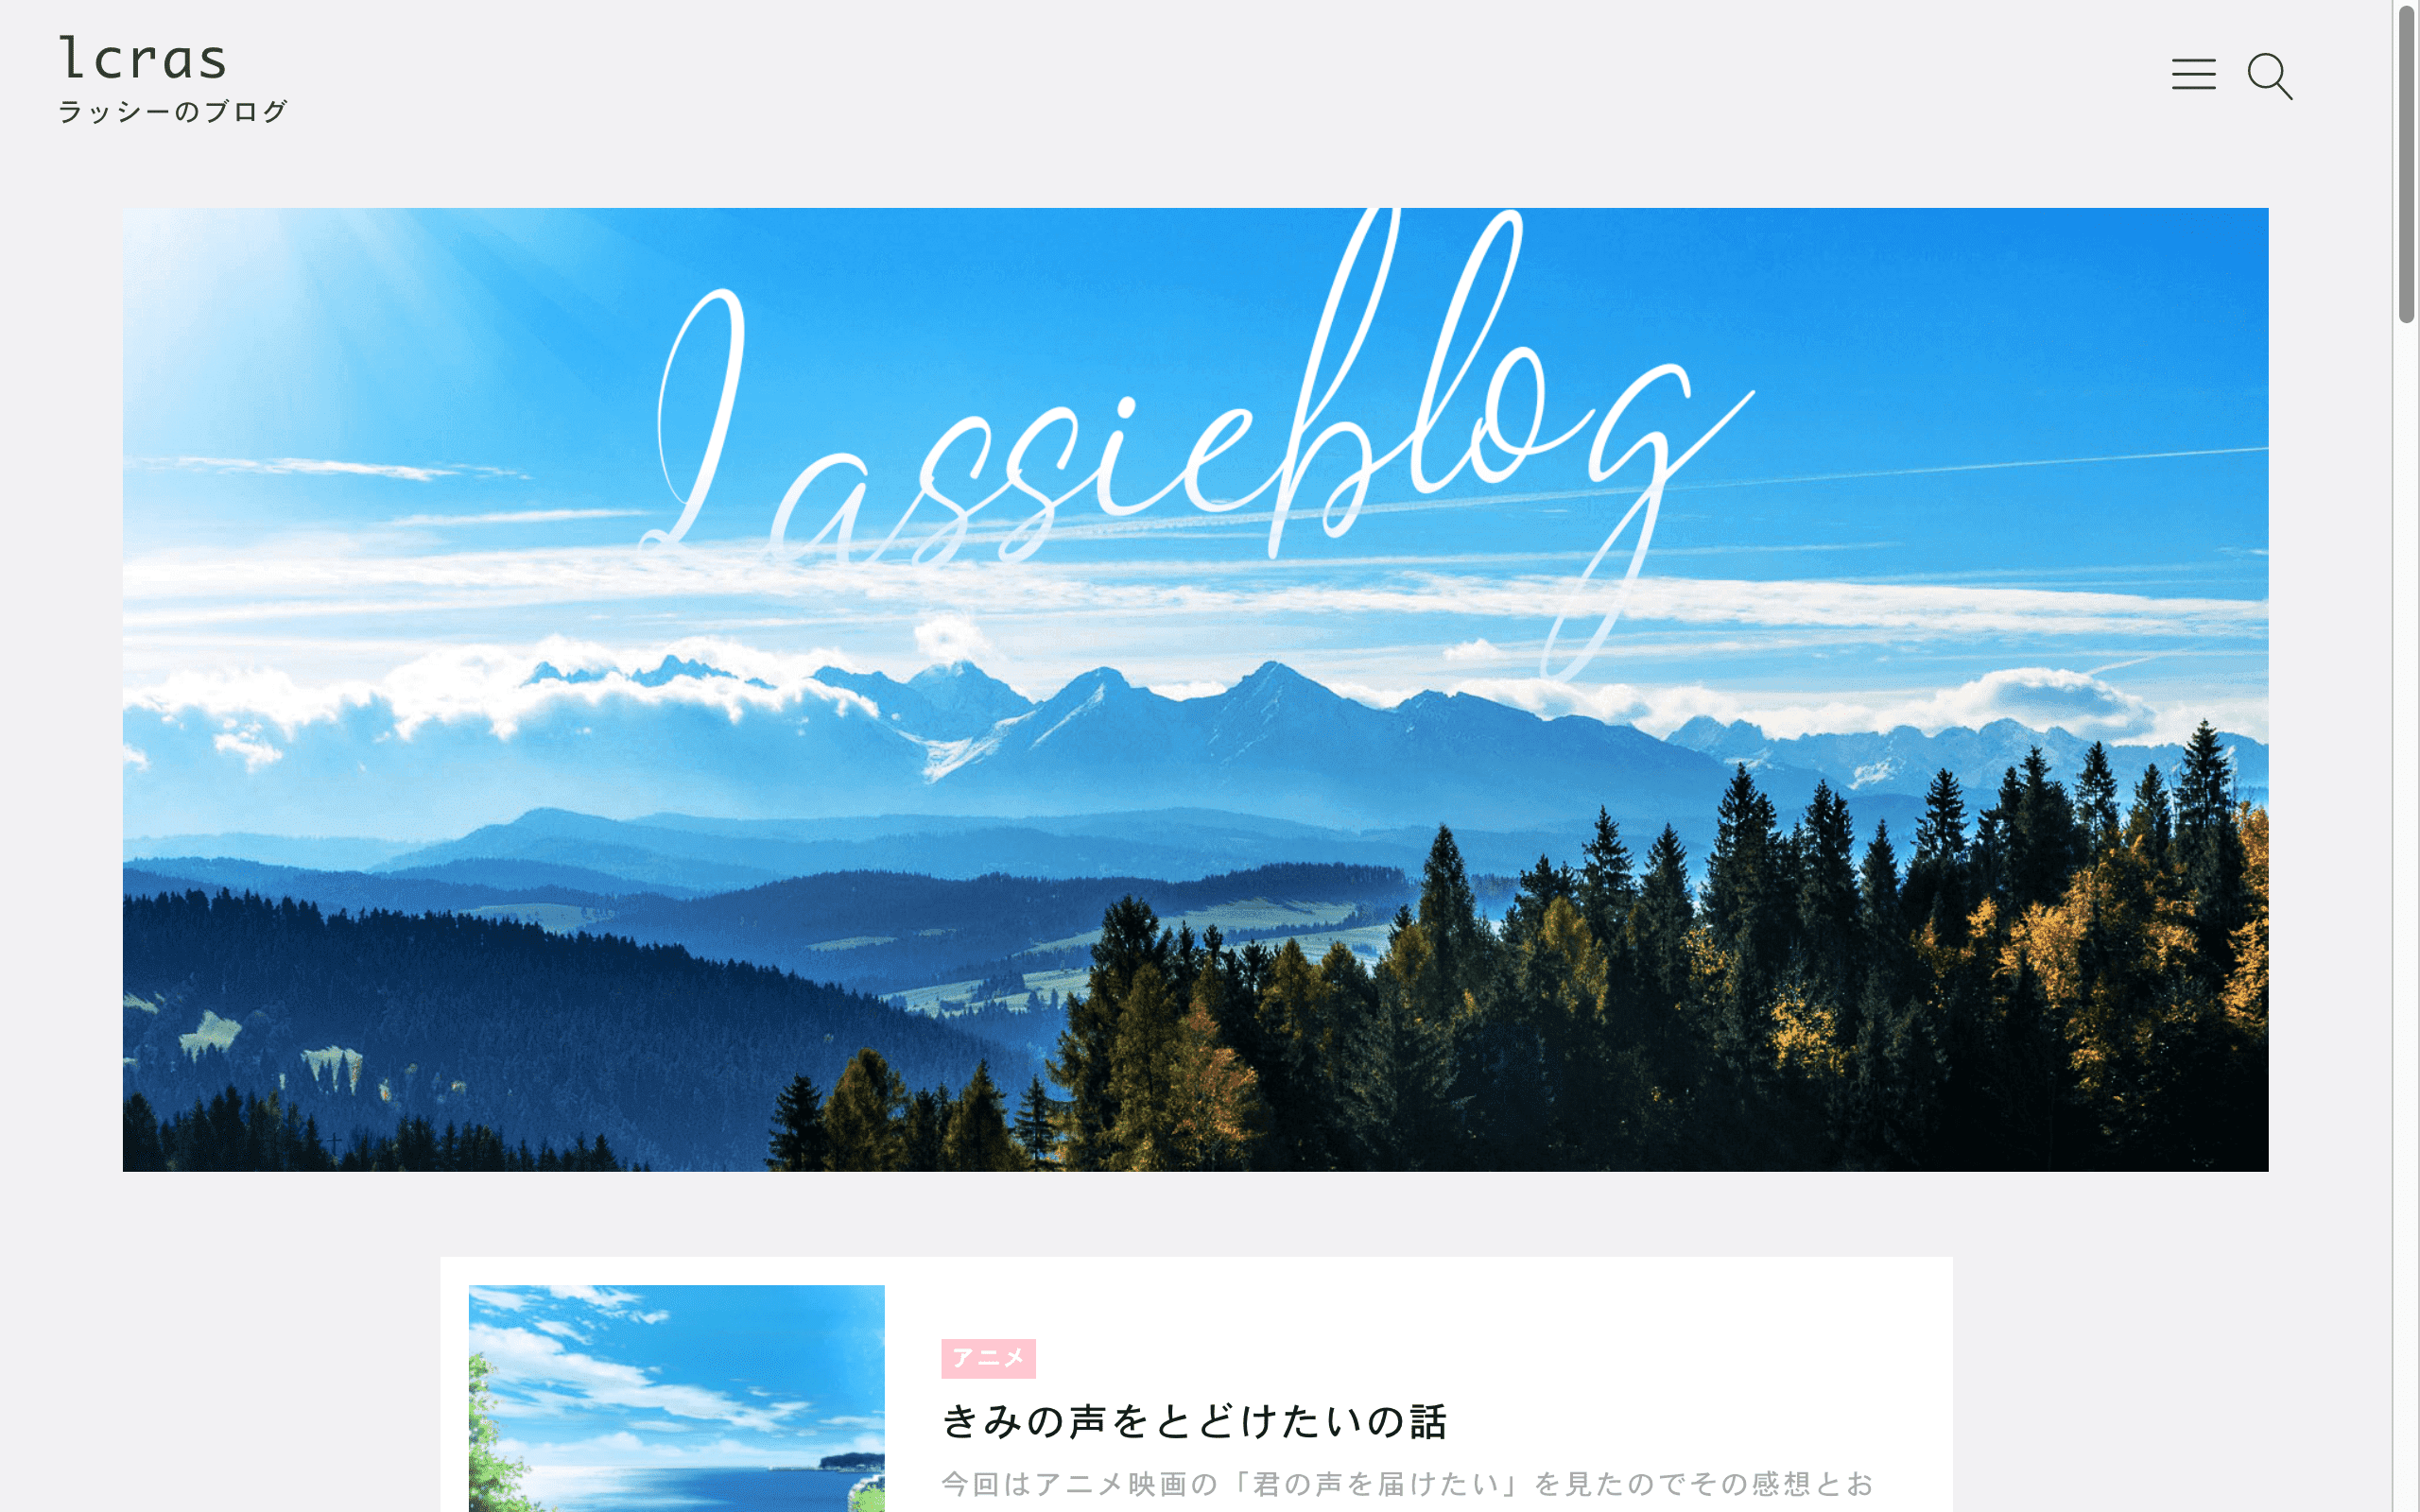 lcras
ラッシーのブログ
Lassieblog
アニメ
きみの声をとどけたいの話
今回はアニメ映画の「君の声を届けたい」を見たのでその感想とお